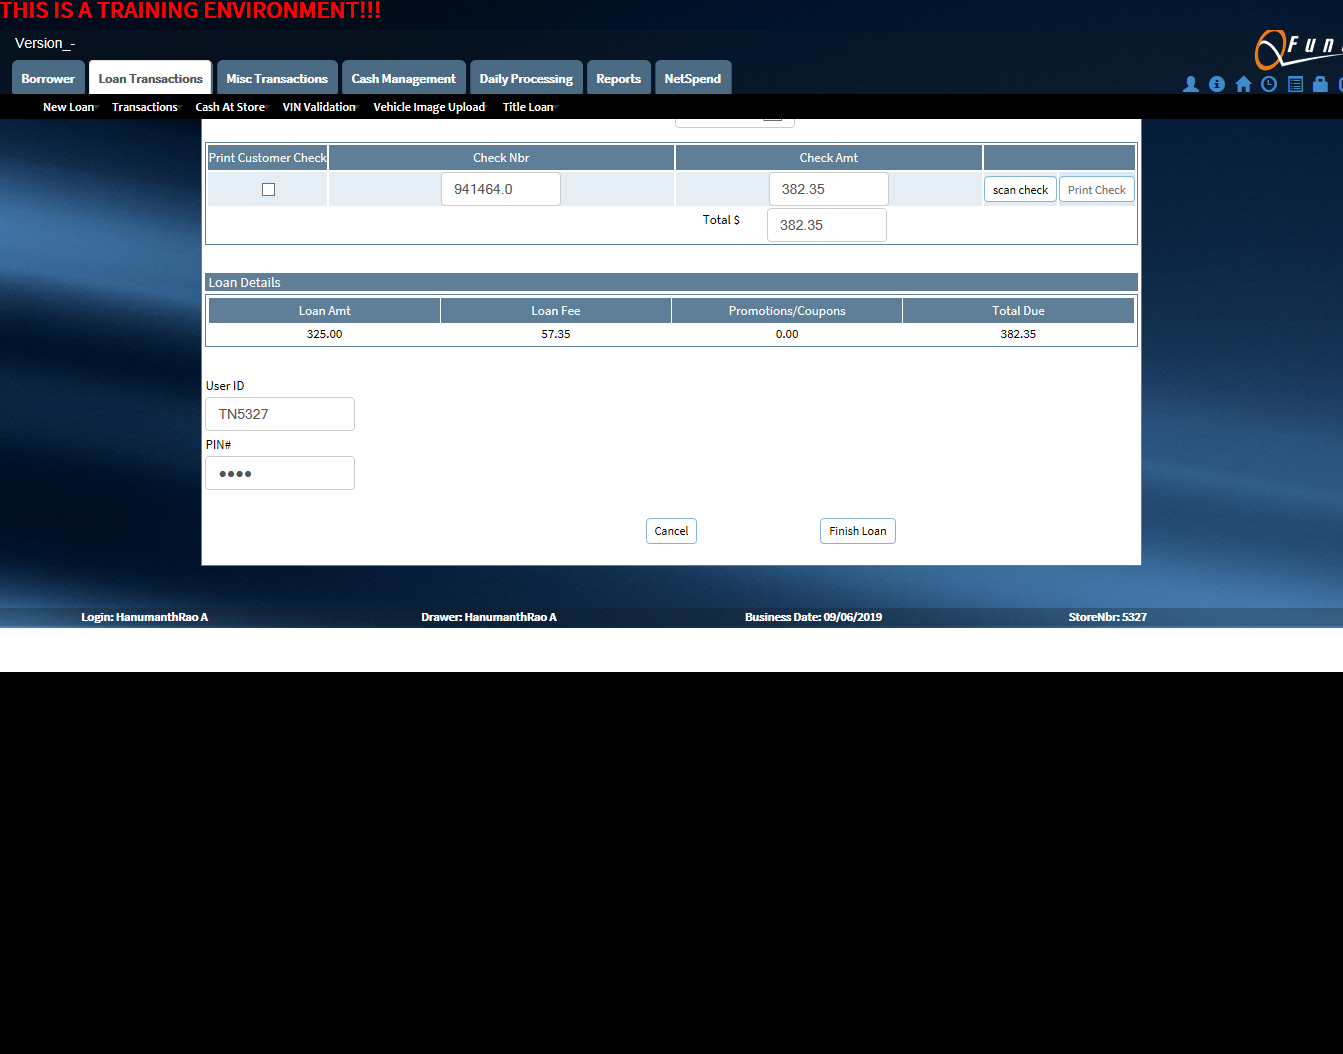 THIS IS A TRAINING ENVIRONMENT!!!
Version_-
Borrower Loan Transactions Misc Transactions Cash Management Daily Processing Reports NetSpend
New Loan Transactions Cash At Store VIN Validation Vehicle Image Upload Title Loan
Print Customer Check Check Nbr Check Amt
941464.0 382.35 scan check Print Check
Total $ 382.35
Loan Details
Loan Amt Loan Fee Promotions/Coupons Total Due
325.00 57.35 0.00 382.35
User ID
TN5327
PIN#
••••
Cancel Finish Loan
Login: HanumanthRao A Drawer: HanumanthRao A Business Date: 09/06/2019 StoreNbr: 5327